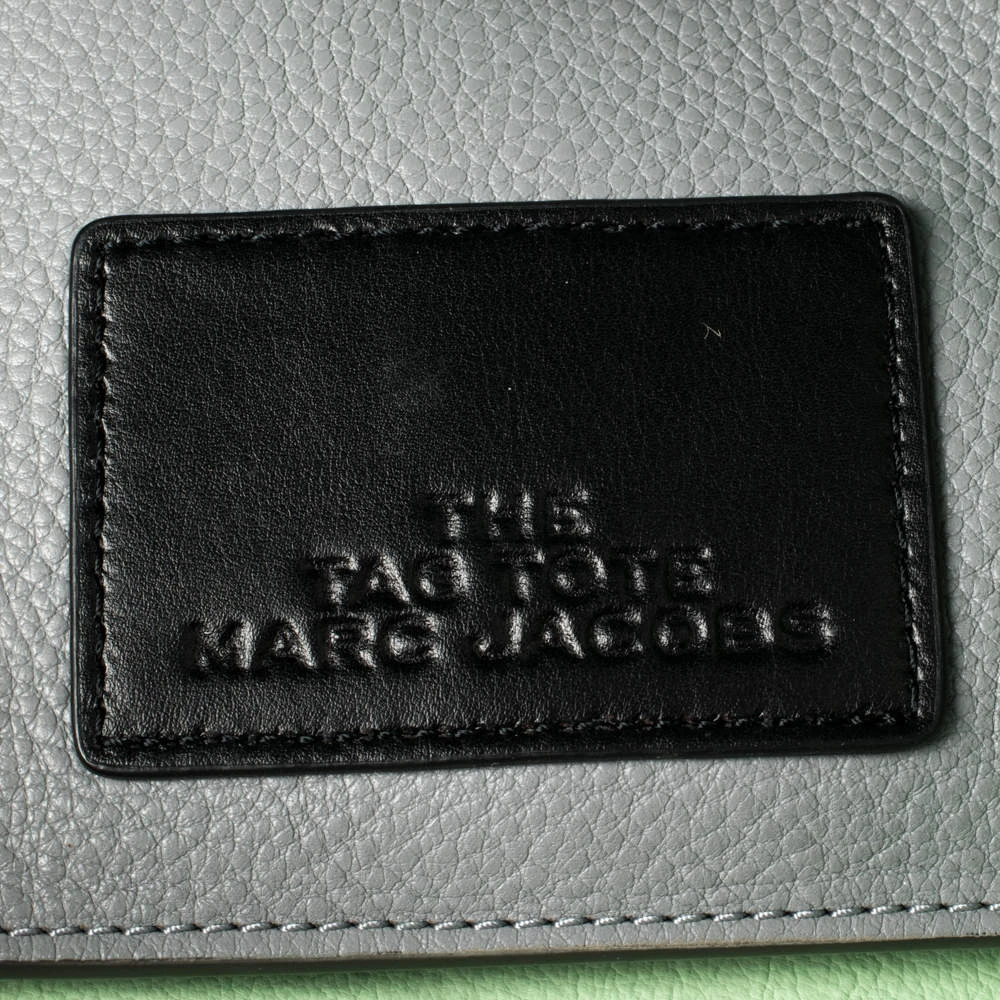 THE
TAG TOTE
MARC JACOBS